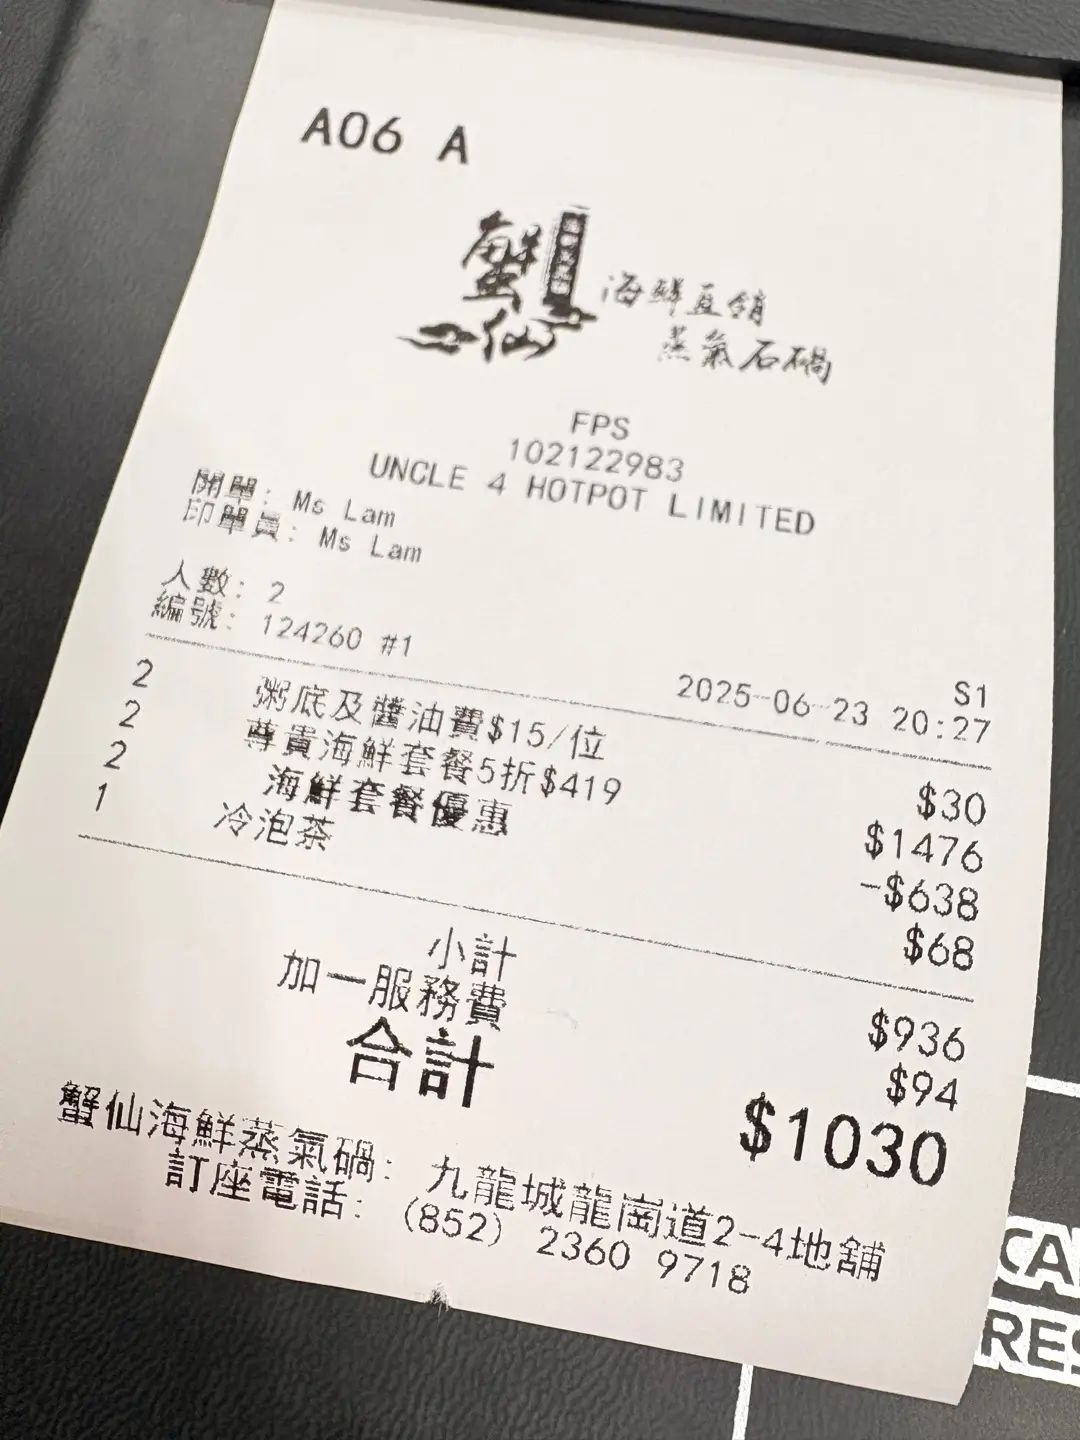 A06 A
蟹仙
海鮮豆撈
蒸氣石鍋
FPS
102122983
UNCLE 4 HOTPOT LIMITED
開單: Ms Lam
印單員: Ms Lam
人數: 2
編號: 124260 #1
S1
2025-06-23 20:27
2 粥底及醬油費$15/位 $30
2 尊貴海鮮套餐5折$419 $1476
2 海鮮套餐優惠 -$638
1 冷泡茶 $68
小計 $936
加一服務費 $94
合計 $1030
蟹仙海鮮蒸氣鍋: 九龍城龍崗道2-4地舖
訂座電話: (852) 2360 9718